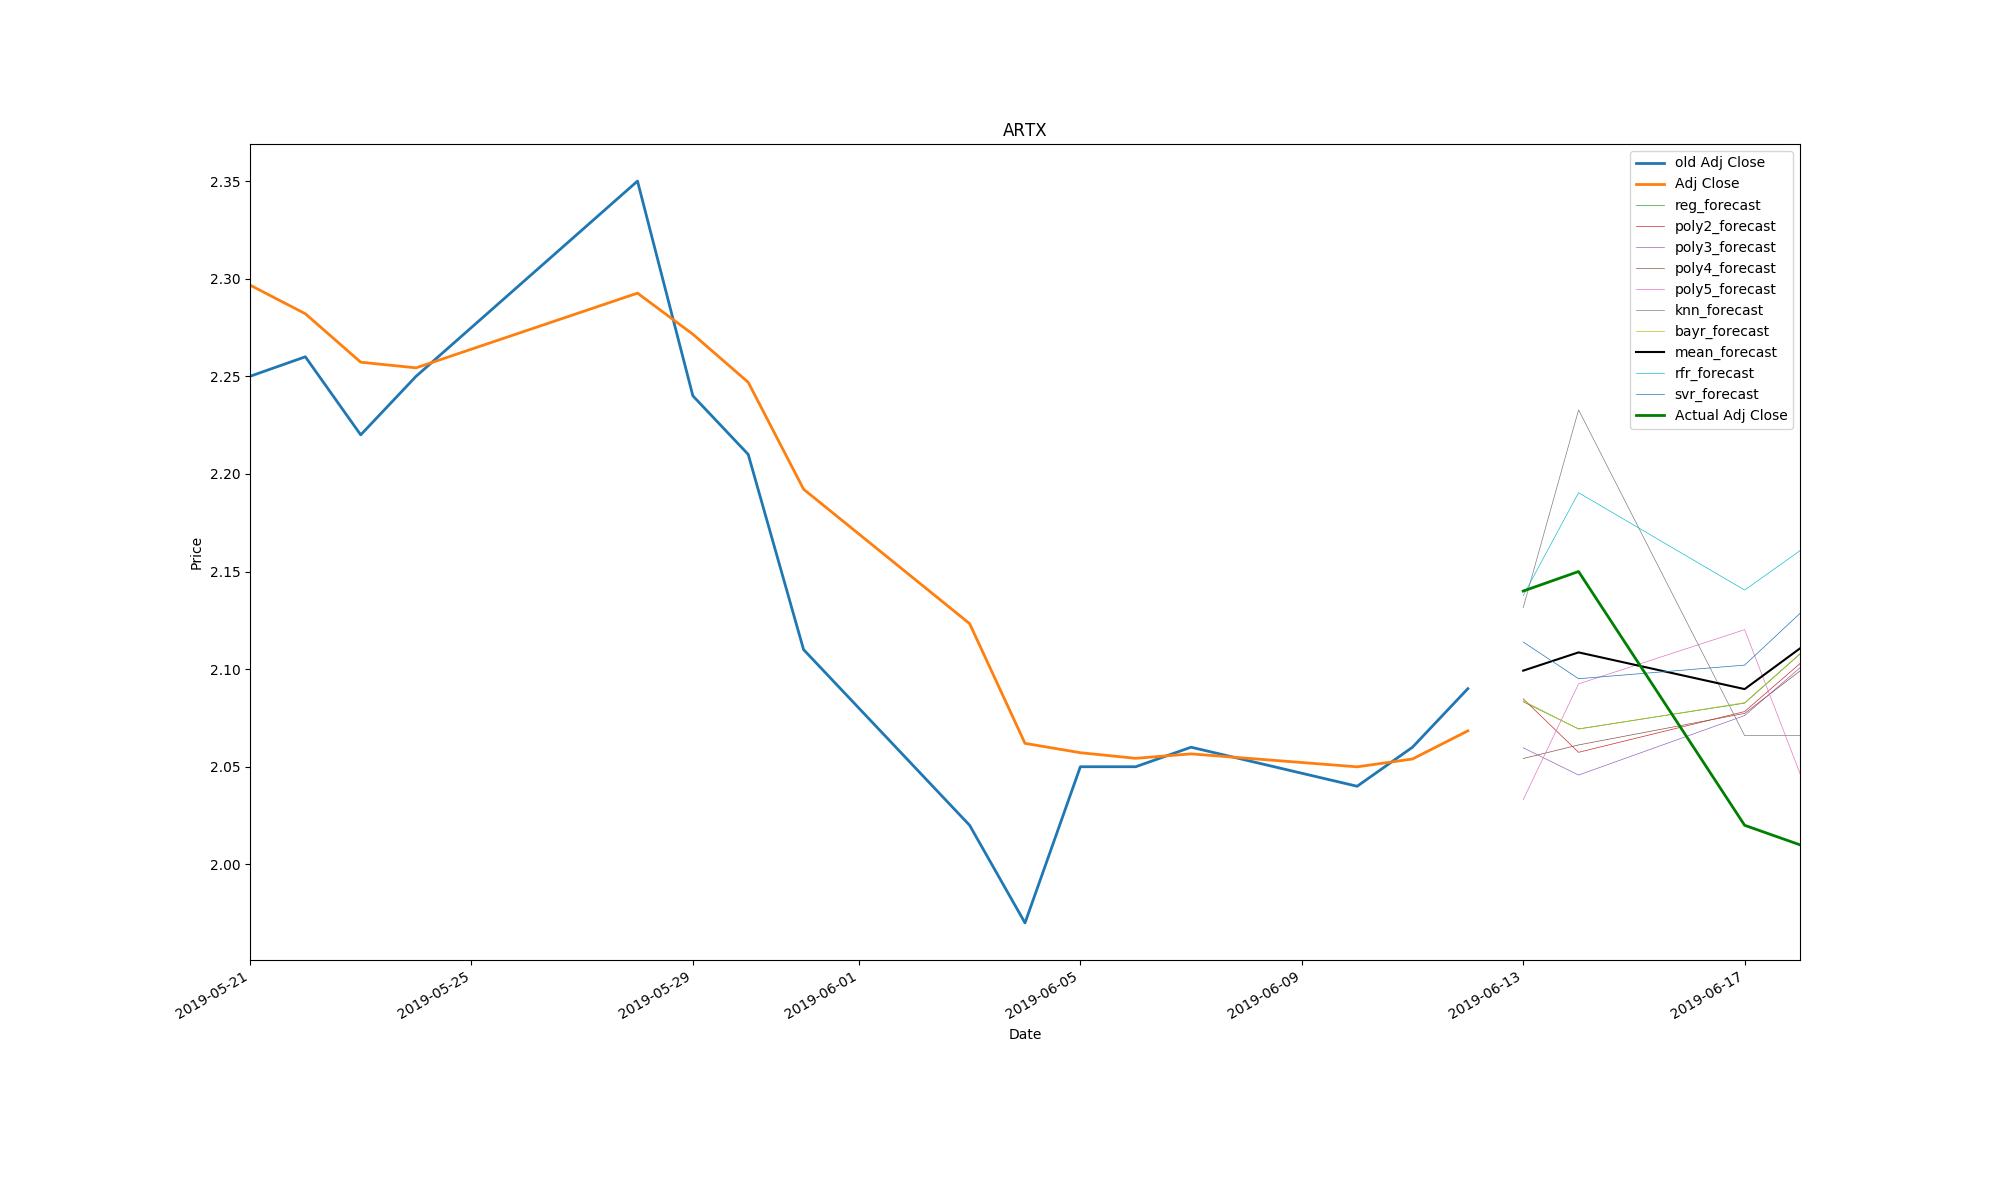 ARTX
old Adj Close
Adj Close
reg_forecast
poly2_forecast
poly3_forecast
poly4_forecast
poly5_forecast
knn_forecast
bayr_forecast
mean_forecast
rfr_forecast
svr_forecast
Actual Adj Close
2.35
2.30
2.25
2.20
2.15
2.10
2.05
2.00
Price
2019-05-21
2019-05-25
2019-05-29
2019-06-01
2019-06-05
2019-06-09
2019-06-13
2019-06-17
Date